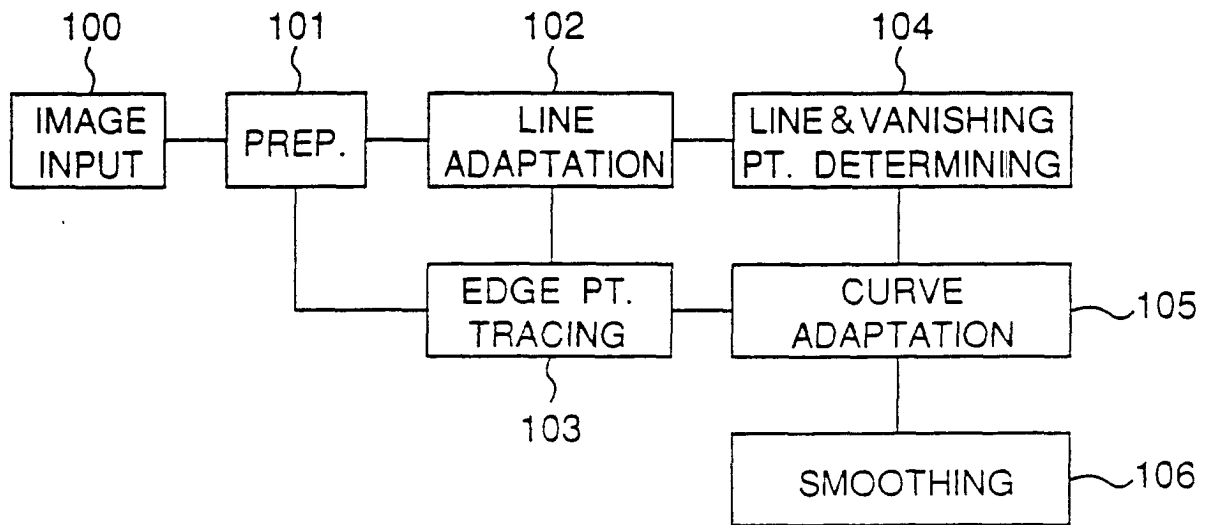 100
101
102
104
IMAGE
INPUT
PREP.
LINE
ADAPTATION
LINE & VANISHING
PT. DETERMINING
EDGE PT.
TRACING
CURVE
ADAPTATION
105
103
SMOOTHING
106